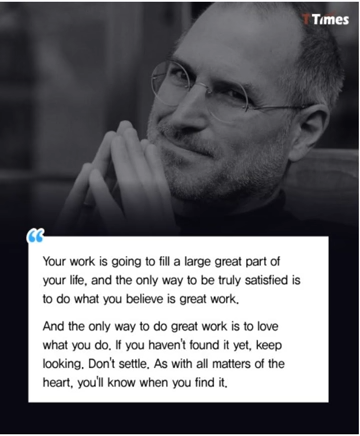 T Times
“
Your work is going to fill a large great part of
your life, and the only way to be truly satisfied is
to do what you believe is great work.
And the only way to do great work is to love
what you do. If you haven't found it yet, keep
looking. Don't settle. As with all matters of the
heart, you'll know when you find it.